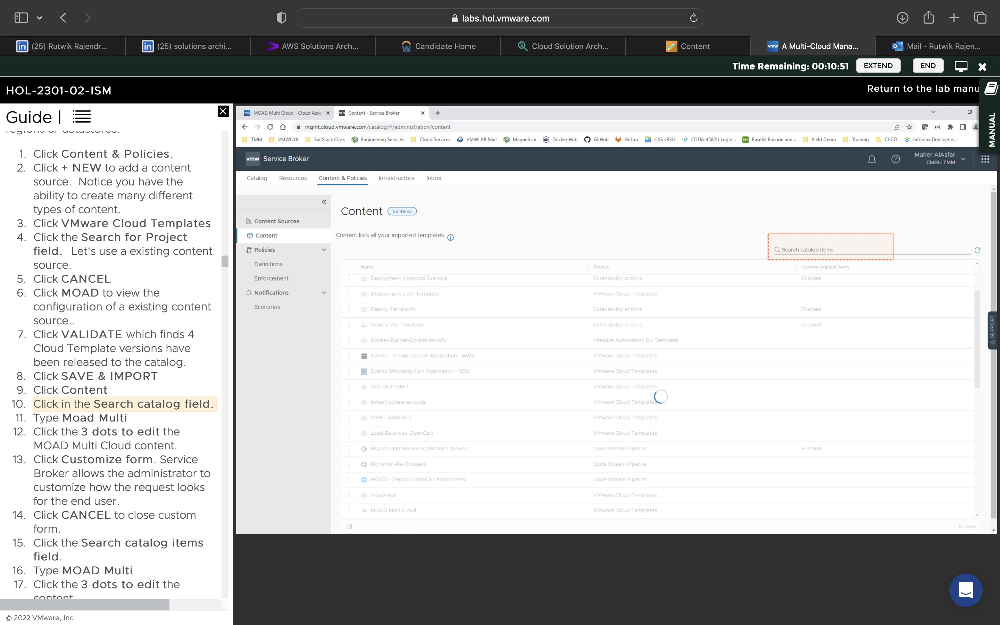 labs.hol.vmware.com
(25) Rutwik Rajendr...
(25) solutions archi...
AWS Solutions Arch...
Candidate Home
Cloud Solution Arch...
Content
vmw A Multi-Cloud Mana...
Mail - Rutwik Rajen...
Time Remaining: 00:10:51
EXTEND
END
HOL-2301-02-ISM
Return to the lab manu
MANUAL
Guide |
regions or datastores.
1. Click Content & Policies.
2. Click + NEW to add a content
source. Notice you have the
ability to create many different
types of content.
3. Click VMware Cloud Templates
4. Click the Search for Project
field. Let's use a existing content
source.
5. Click CANCEL
6. Click MOAD to view the
configuration of a existing content
source..
7. Click VALIDATE which finds 4
Cloud Template versions have
been released to the catalog.
8. Click SAVE & IMPORT
9. Click Content
10. Click in the Search catalog field.
11. Type Moad Multi
12. Click the 3 dots to edit the
MOAD Multi Cloud content.
13. Click Customize form. Service
Broker allows the administrator to
customize how the request looks
for the end user.
14. Click CANCEL to close custom
form.
15. Click the Search catalog items
field.
16. Type MOAD Multi
17. Click the 3 dots to edit the
content
© 2022 VMware, Inc
MOAD Multi Cloud - Cloud Asse
Content - Service Broker
mgmt.cloud.vmware.com/catalog/#/administration/content
TMM
VMWLAB
SaltStack Class
Engineering Services
Cloud Services
VMWLAB Mail
Magnetism
Docker Hub
GitHub
GitLab
CAS vRSLI
CODA-4582U Login...
Base64 Encode and...
Field Demo
Training
CI-CD
Infoblox Deployme...
vmw Service Broker
Maher AlAsfar
CMBU TMM
Catalog
Resources
Content & Policies
Infrastructure
Inbox
Content Sources
Content
Policies
Definitions
Enforcement
Notifications
Scenarios
Content 52 items
Content lists all your imported templates.
Search catalog items
Name Source Custom request form
Deployment Approval Example Extensibility actions Enabled
Deployment Limit Template VMware Cloud Templates
Deploy Terraform Extensibility actions Enabled
Deploy Via Terraform Extensibility actions Enabled
Docker-Builder-Do-Not-Modify vRealize Automation 8.x Template
Events - Shopping Cart Application - AWS VMware Cloud Templates
Events Shopping Cart Application - RDS VMware Cloud Templates
GCP-GCP-VM-1 VMware Cloud Templates
infrastructure-as-code VMware Cloud Templates
ITSM - AWS EC2 VMware Cloud Templates
Load-Balanced OpenCart VMware Cloud Templates
Migrate and Secure Application Waves Code Stream Pipeline Enabled
Migration-Re-Onboard Code Stream Pipeline
MOAD - Deploy OpenCart Kubernetes Code Stream Pipeline
moad-gcp VMware Cloud Templates
MOAD Multi Cloud VMware Cloud Templates
40 items
SUPPORT